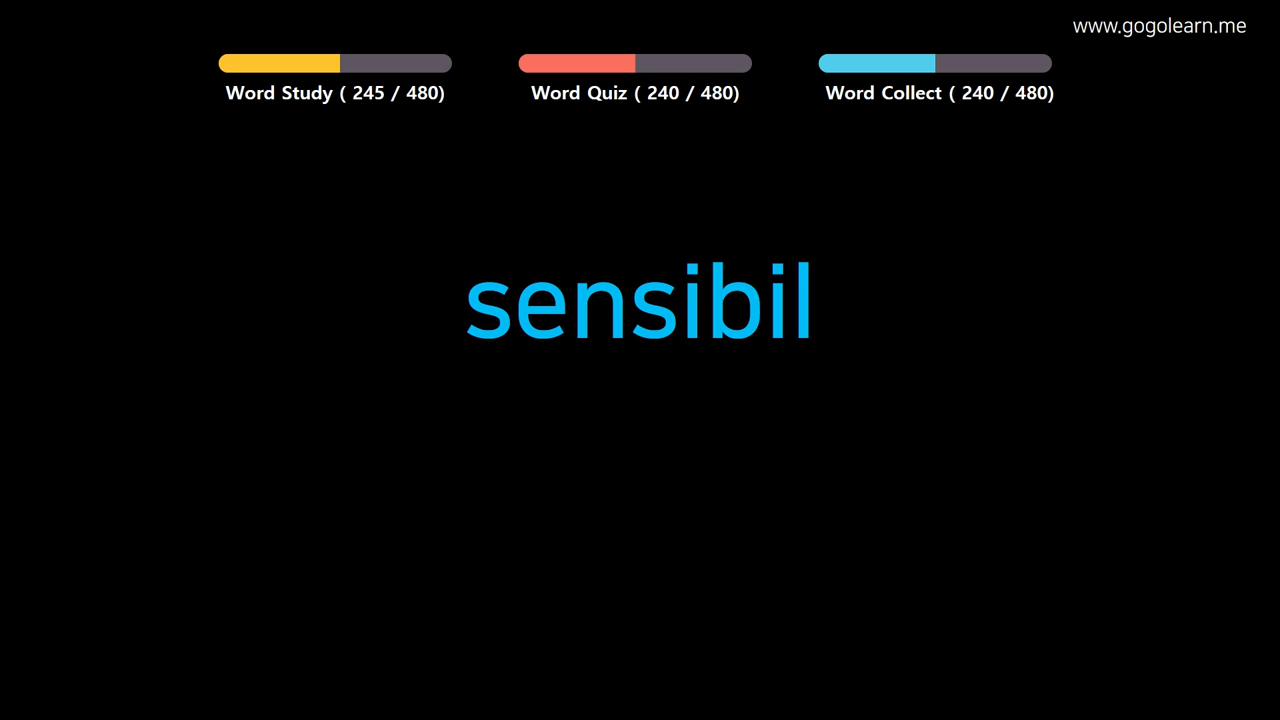 www.gogolearn.me
Word Study ( 245 / 480)
Word Quiz ( 240 / 480)
Word Collect ( 240 / 480)
sensibil